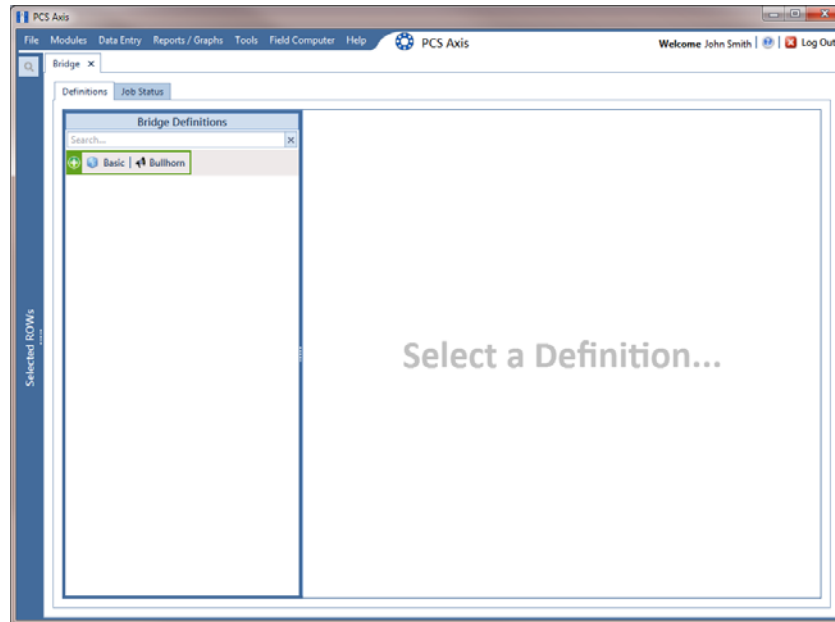 PCS Axis
File Modules Data Entry Reports / Graphs Tools Field Computer Help PCS Axis Welcome John Smith | | Log Out
Bridge ×
Definitions Job Status
Bridge Definitions
Search...
Basic | Bullhorn
Selected ROWs
Select a Definition...